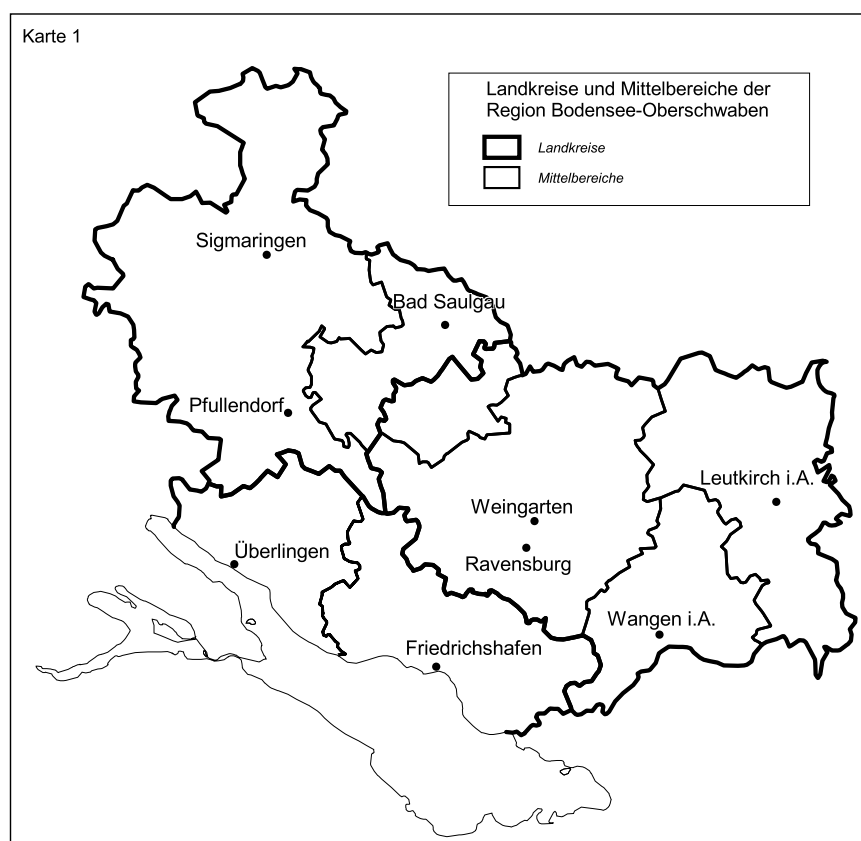 Karte 1
Landkreise und Mittelbereiche der
Region Bodensee-Oberschwaben
Landkreise
Mittelbereiche
Sigmaringen
Bad Saulgau
Pfullendorf
Leutkirch i.A.
Weingarten
Überlingen
Ravensburg
Wangen i.A.
Friedrichshafen